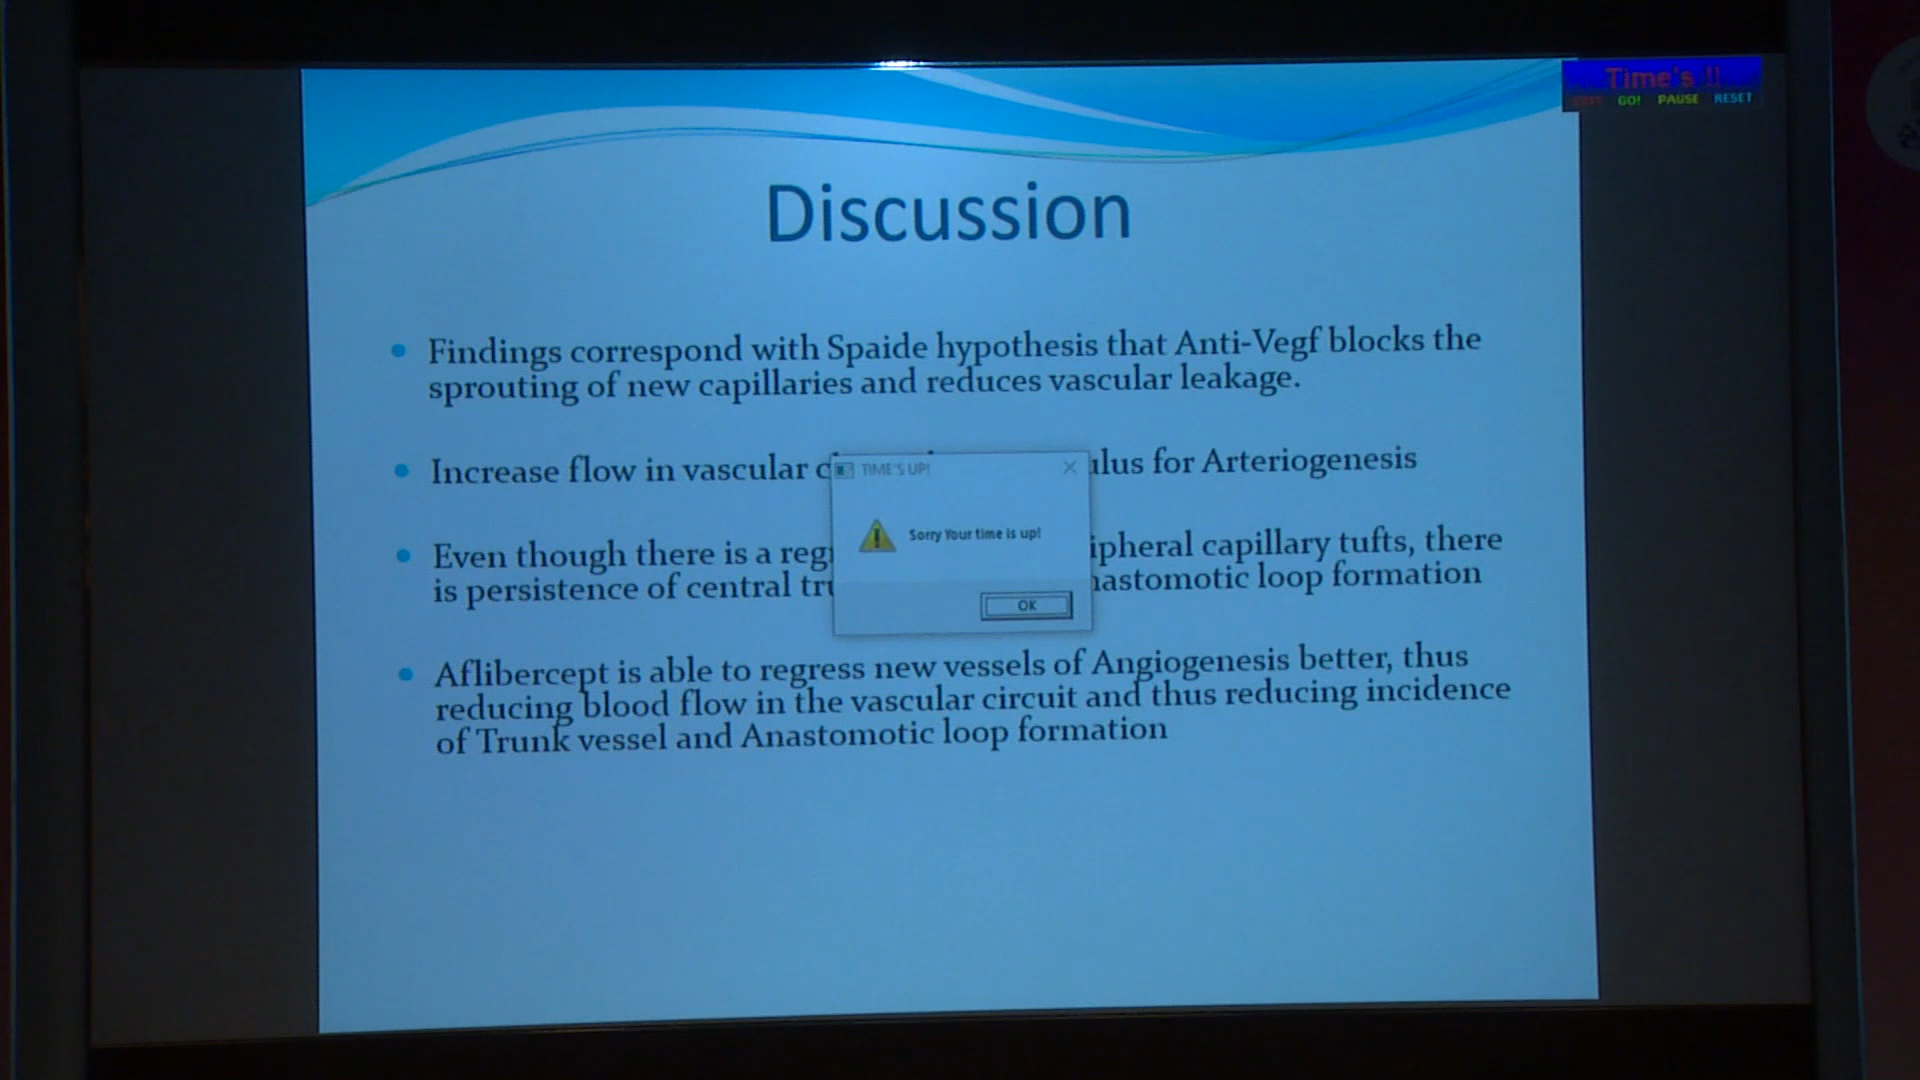 Time's !!
GO! PAUSE RESET
Discussion
Findings correspond with Spaide hypothesis that Anti-Vegf blocks the
sprouting of new capillaries and reduces vascular leakage.
Increase flow in vascular c
ulus for Arteriogenesis
TIME'S UP!
Sorry Your time is up!
OK
Even though there is a reg
ipheral capillary tufts, there
is persistence of central tru
nastomotic loop formation
Aflibercept is able to regress new vessels of Angiogenesis better, thus
reducing blood flow in the vascular circuit and thus reducing incidence
of Trunk vessel and Anastomotic loop formation